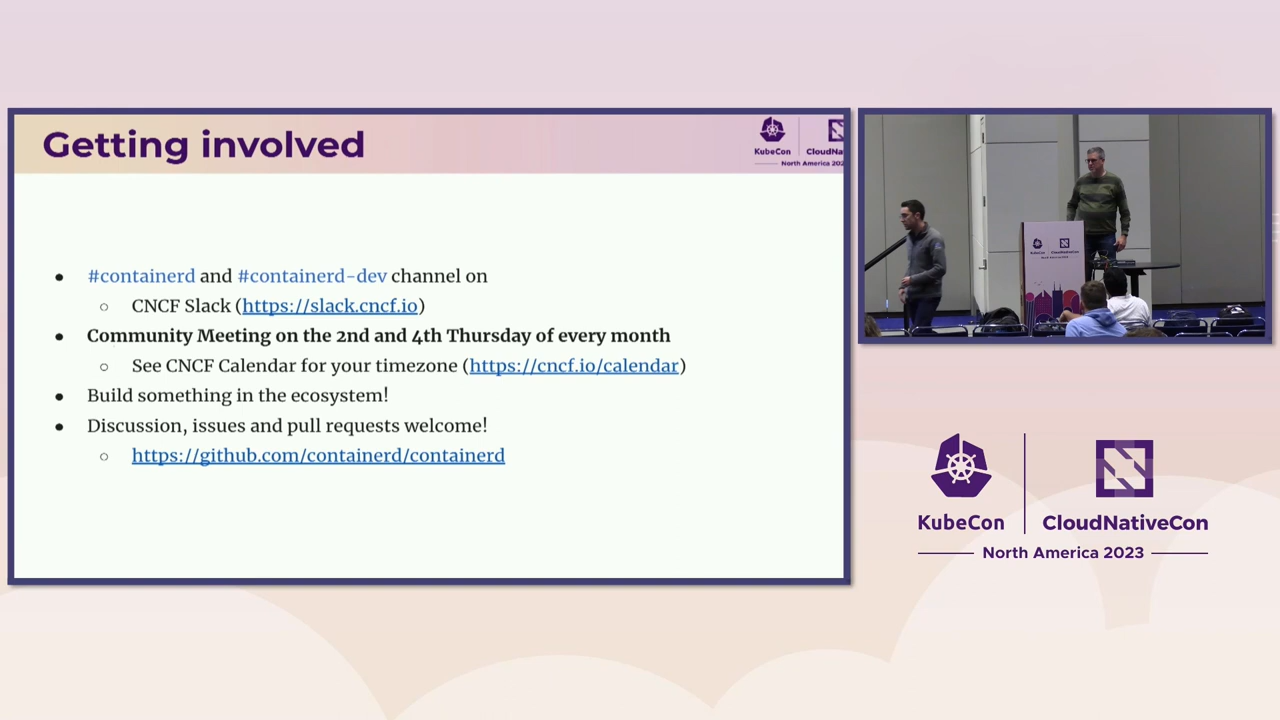 Getting involved
KubeCon
CloudNat
North America 202
● #containerd and #containerd-dev channel on
○ CNCF Slack (https://slack.cncf.io)
● Community Meeting on the 2nd and 4th Thursday of every month
○ See CNCF Calendar for your timezone (https://cncf.io/calendar)
● Build something in the ecosystem!
● Discussion, issues and pull requests welcome!
○ https://github.com/containerd/containerd
KubeCon
CloudNativeCon
North America 2023